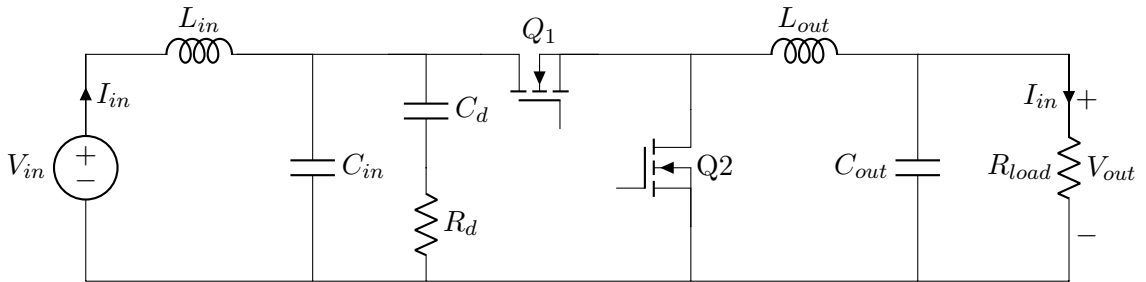 L_in
Q_1
L_out
I_in
C_d
I_in
+
V_in
+
−
C_in
Q2
C_out
R_load
V_out
R_d
−